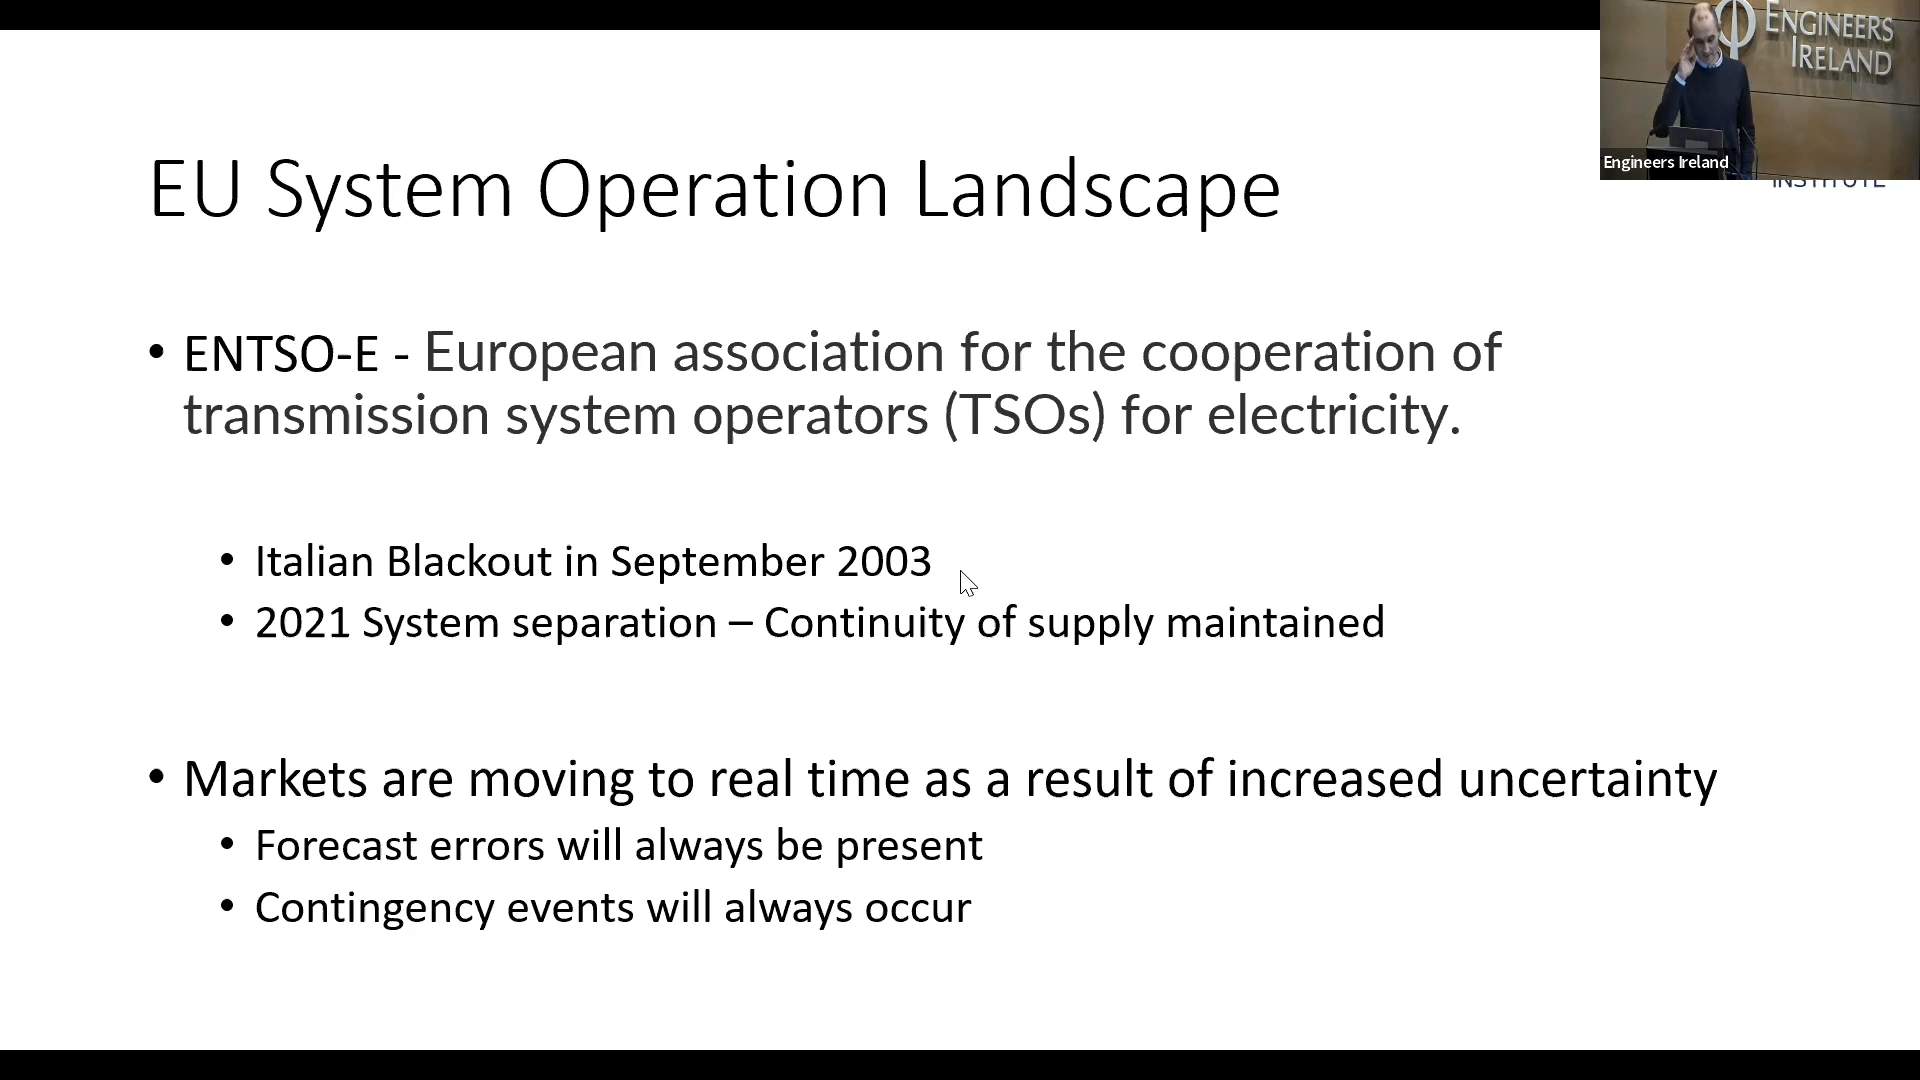 ENGINEERS
IRELAND
Engineers Ireland
INSTITUTE
EU System Operation Landscape
• ENTSO-E - European association for the cooperation of
transmission system operators (TSOs) for electricity.
• Italian Blackout in September 2003
• 2021 System separation – Continuity of supply maintained
• Markets are moving to real time as a result of increased uncertainty
• Forecast errors will always be present
• Contingency events will always occur